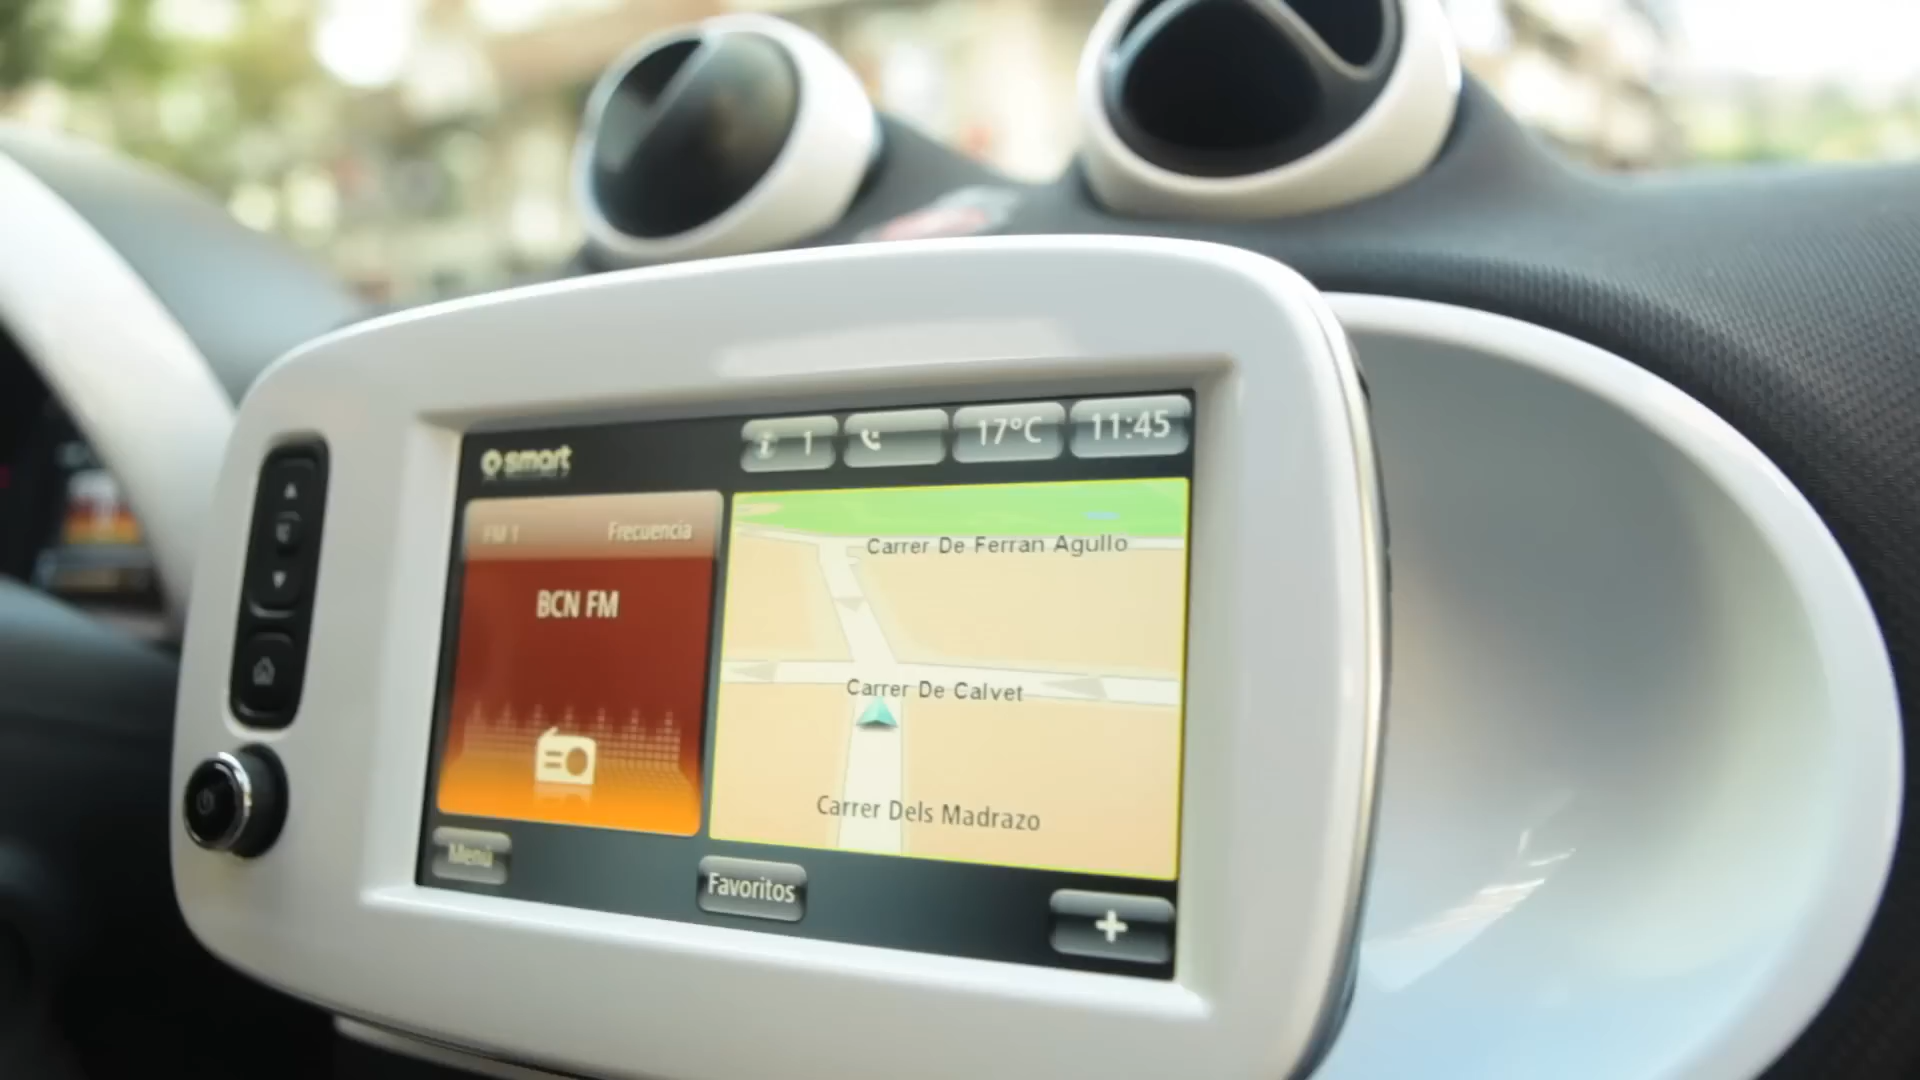 smart
1
17°C
11:45
FM 1
Frecuencia
BCN FM
Carrer De Ferran Agullo
Carrer De Calvet
Carrer Dels Madrazo
Menú
Favoritos
+